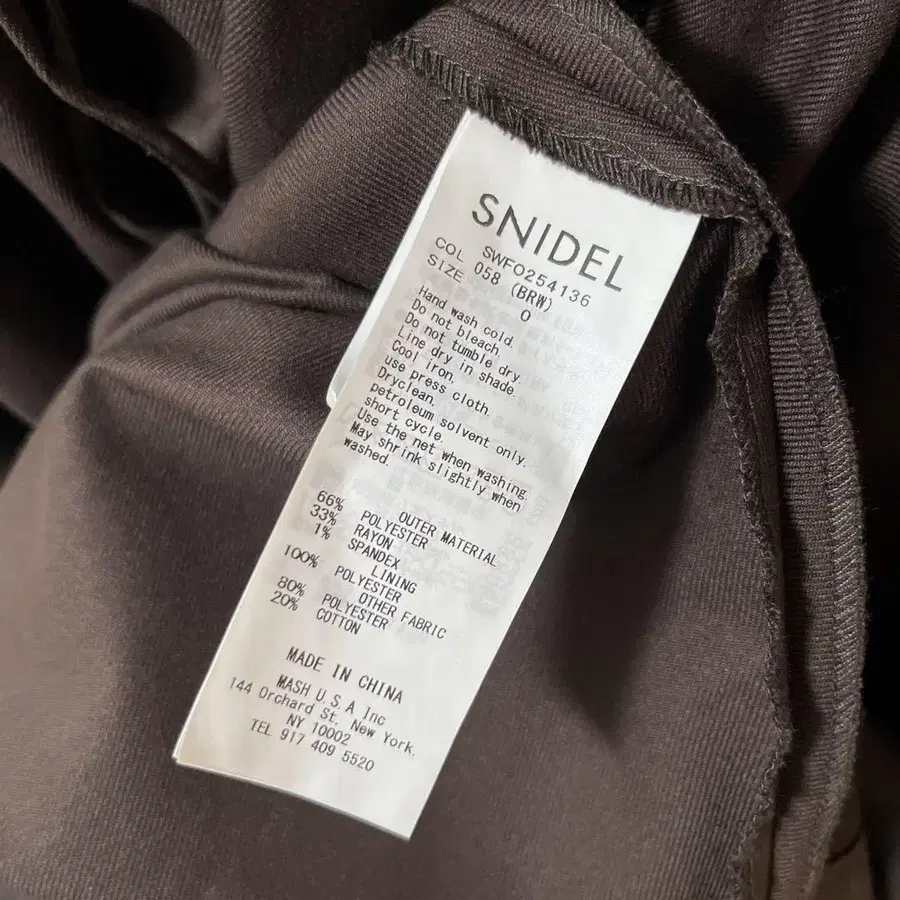 SNIDEL
SWFO254136
COL 058 (BRW)
SIZE 0
Hand wash cold.
Do not bleach.
Do not tumble dry.
Line dry in shade.
Cool iron.
use press cloth.
Dryclean.
petroleum solvent only.
short cycle.
Use the net when washing.
May shrink slightly when
washed.
OUTER MATERIAL
66% POLYESTER
33% RAYON
1% SPANDEX
LINING
100% POLYESTER
OTHER FABRIC
80% POLYESTER
20% COTTON
MADE IN CHINA
MASH U.S.A Inc
144 Orchard St. New York.
NY 10002
TEL 917 409 5520